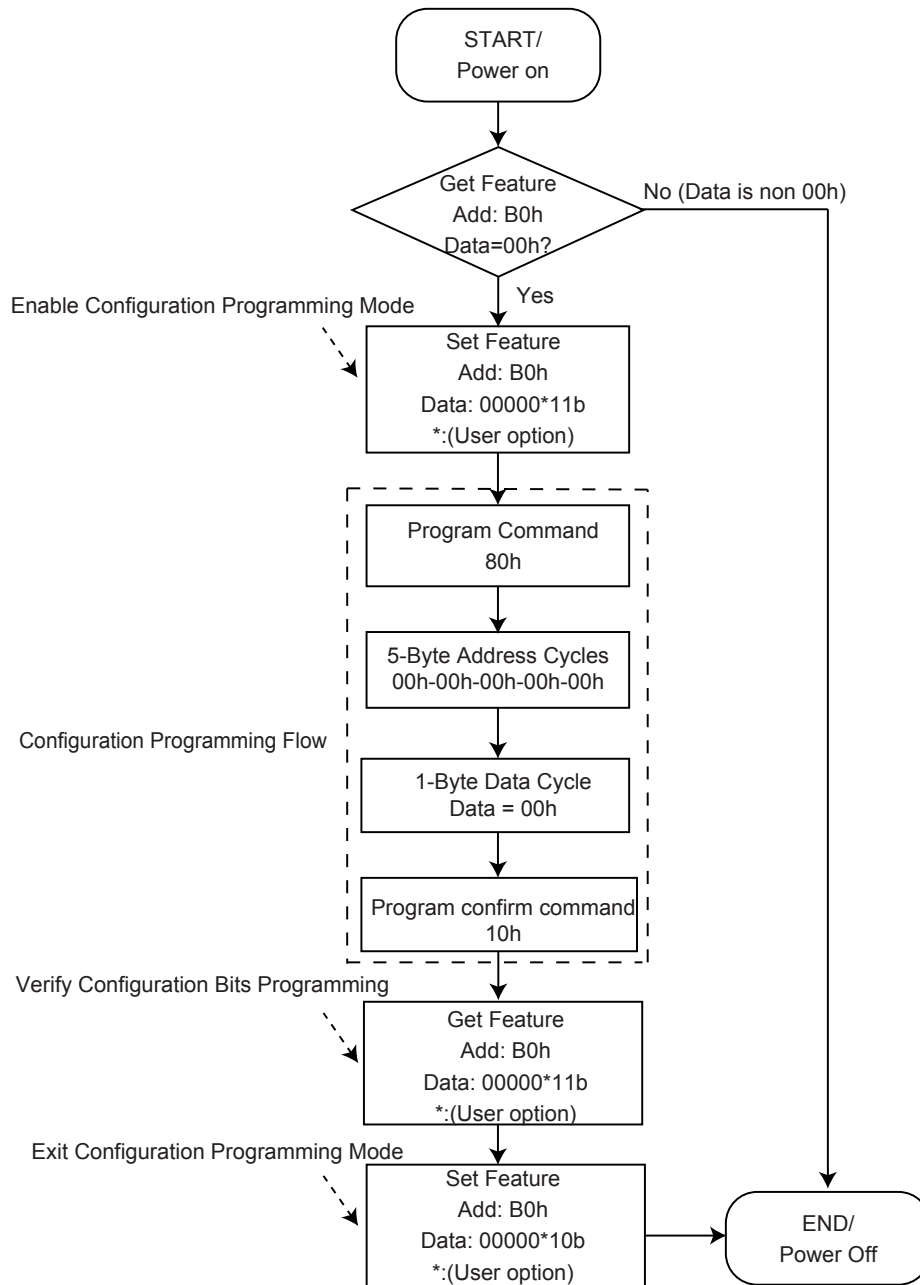 START/
Power on
Get Feature
Add: B0h
Data=00h?
No (Data is non 00h)
Yes
Enable Configuration Programming Mode
Set Feature
Add: B0h
Data: 00000*11b
*:(User option)
Program Command
80h
5-Byte Address Cycles
00h-00h-00h-00h-00h
Configuration Programming Flow
1-Byte Data Cycle
Data = 00h
Program confirm command
10h
Verify Configuration Bits Programming
Get Feature
Add: B0h
Data: 00000*11b
*:(User option)
Exit Configuration Programming Mode
Set Feature
Add: B0h
Data: 00000*10b
*:(User option)
END/
Power Off